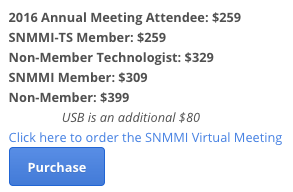 2016 Annual Meeting Attendee: $259
SNMMI-TS Member: $259
Non-Member Technologist: $329
SNMMI Member: $309
Non-Member: $399
USB is an additional $80
Click here to order the SNMMI Virtual Meeting
Purchase